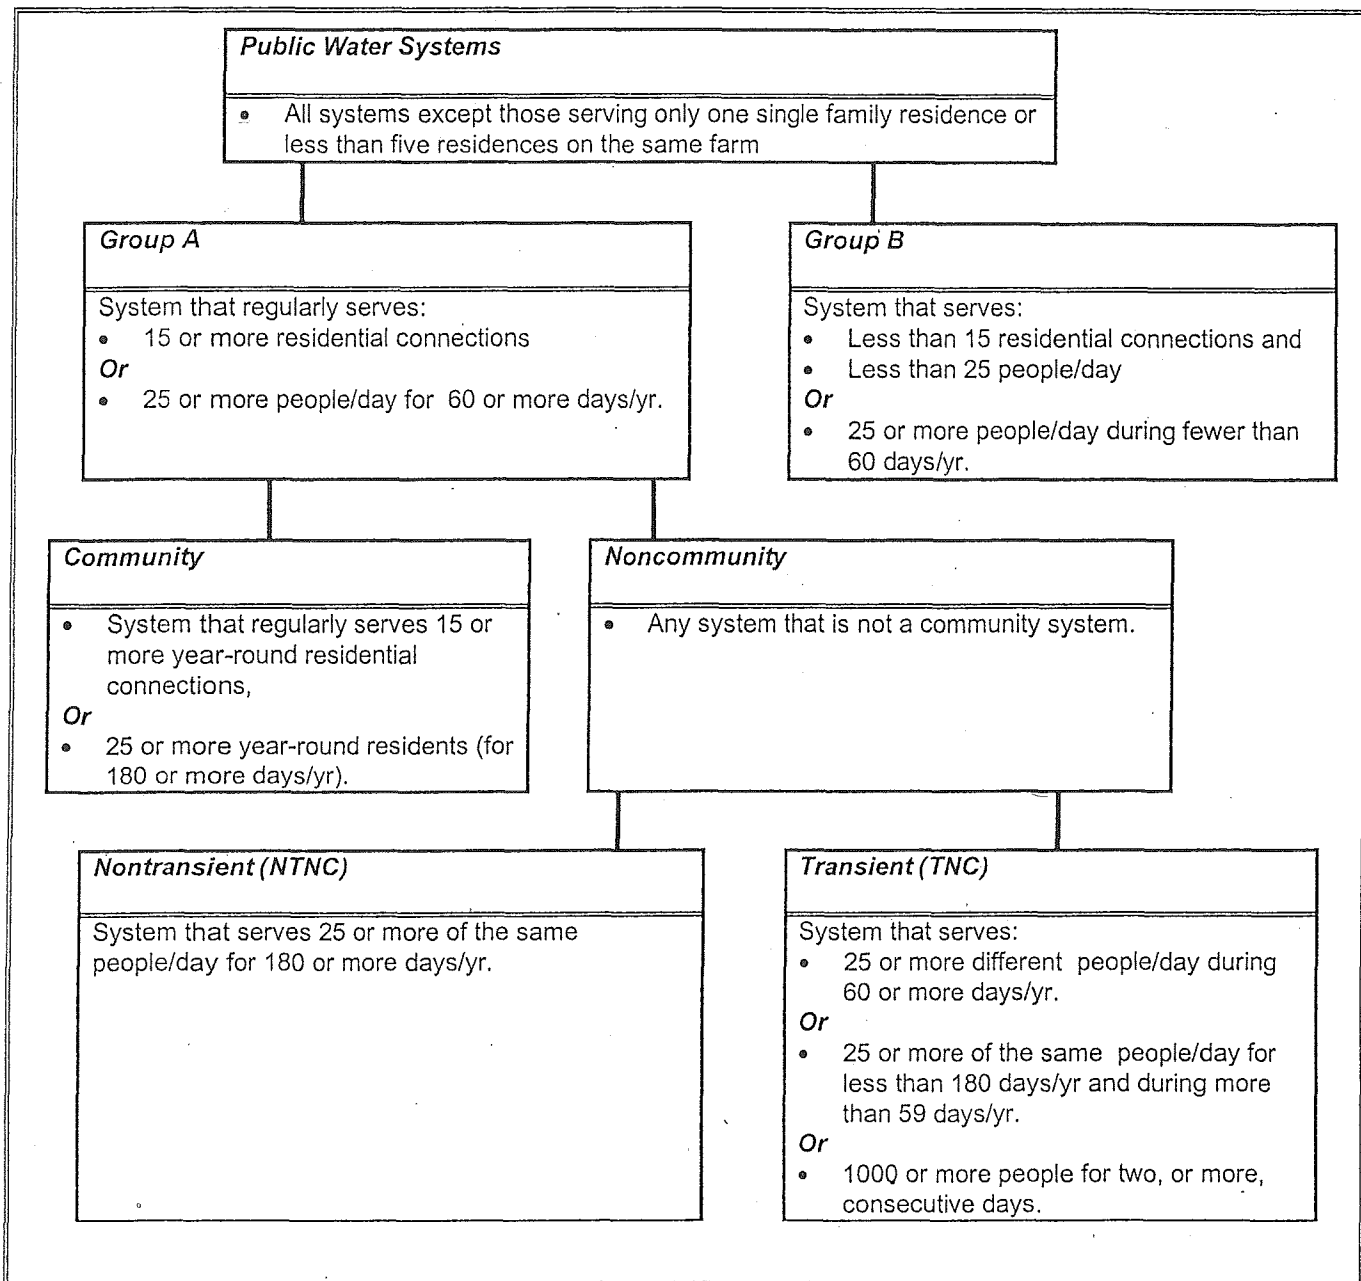 Public Water Systems
• All systems except those serving only one single family residence or
less than five residences on the same farm
Group A
System that regularly serves:
• 15 or more residential connections
Or
• 25 or more people/day for 60 or more days/yr.
Group B
System that serves:
• Less than 15 residential connections and
• Less than 25 people/day
Or
• 25 or more people/day during fewer than
60 days/yr.
Community
• System that regularly serves 15 or
more year-round residential
connections,
Or
• 25 or more year-round residents (for
180 or more days/yr).
Noncommunity
• Any system that is not a community system.
Nontransient (NTNC)
System that serves 25 or more of the same
people/day for 180 or more days/yr.
Transient (TNC)
System that serves:
• 25 or more different people/day during
60 or more days/yr.
Or
• 25 or more of the same people/day for
less than 180 days/yr and during more
than 59 days/yr.
Or
• 1000 or more people for two, or more,
consecutive days.